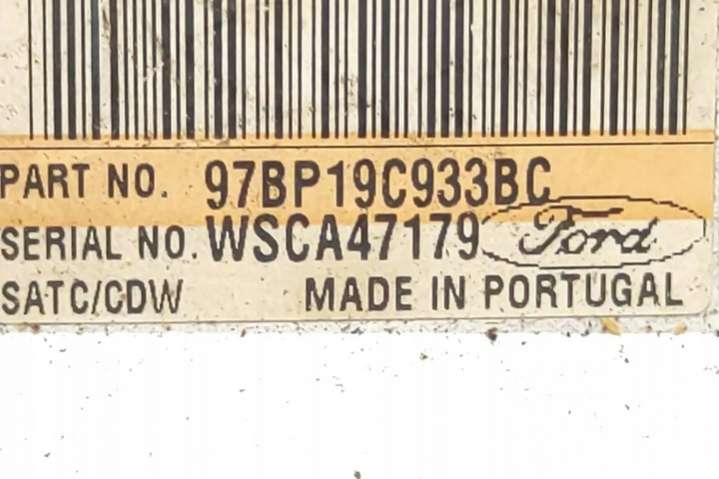 PART NO. 97BP19C933BC
SERIAL NO. WSCA47179 Ford
SATC/CDW MADE IN PORTUGAL